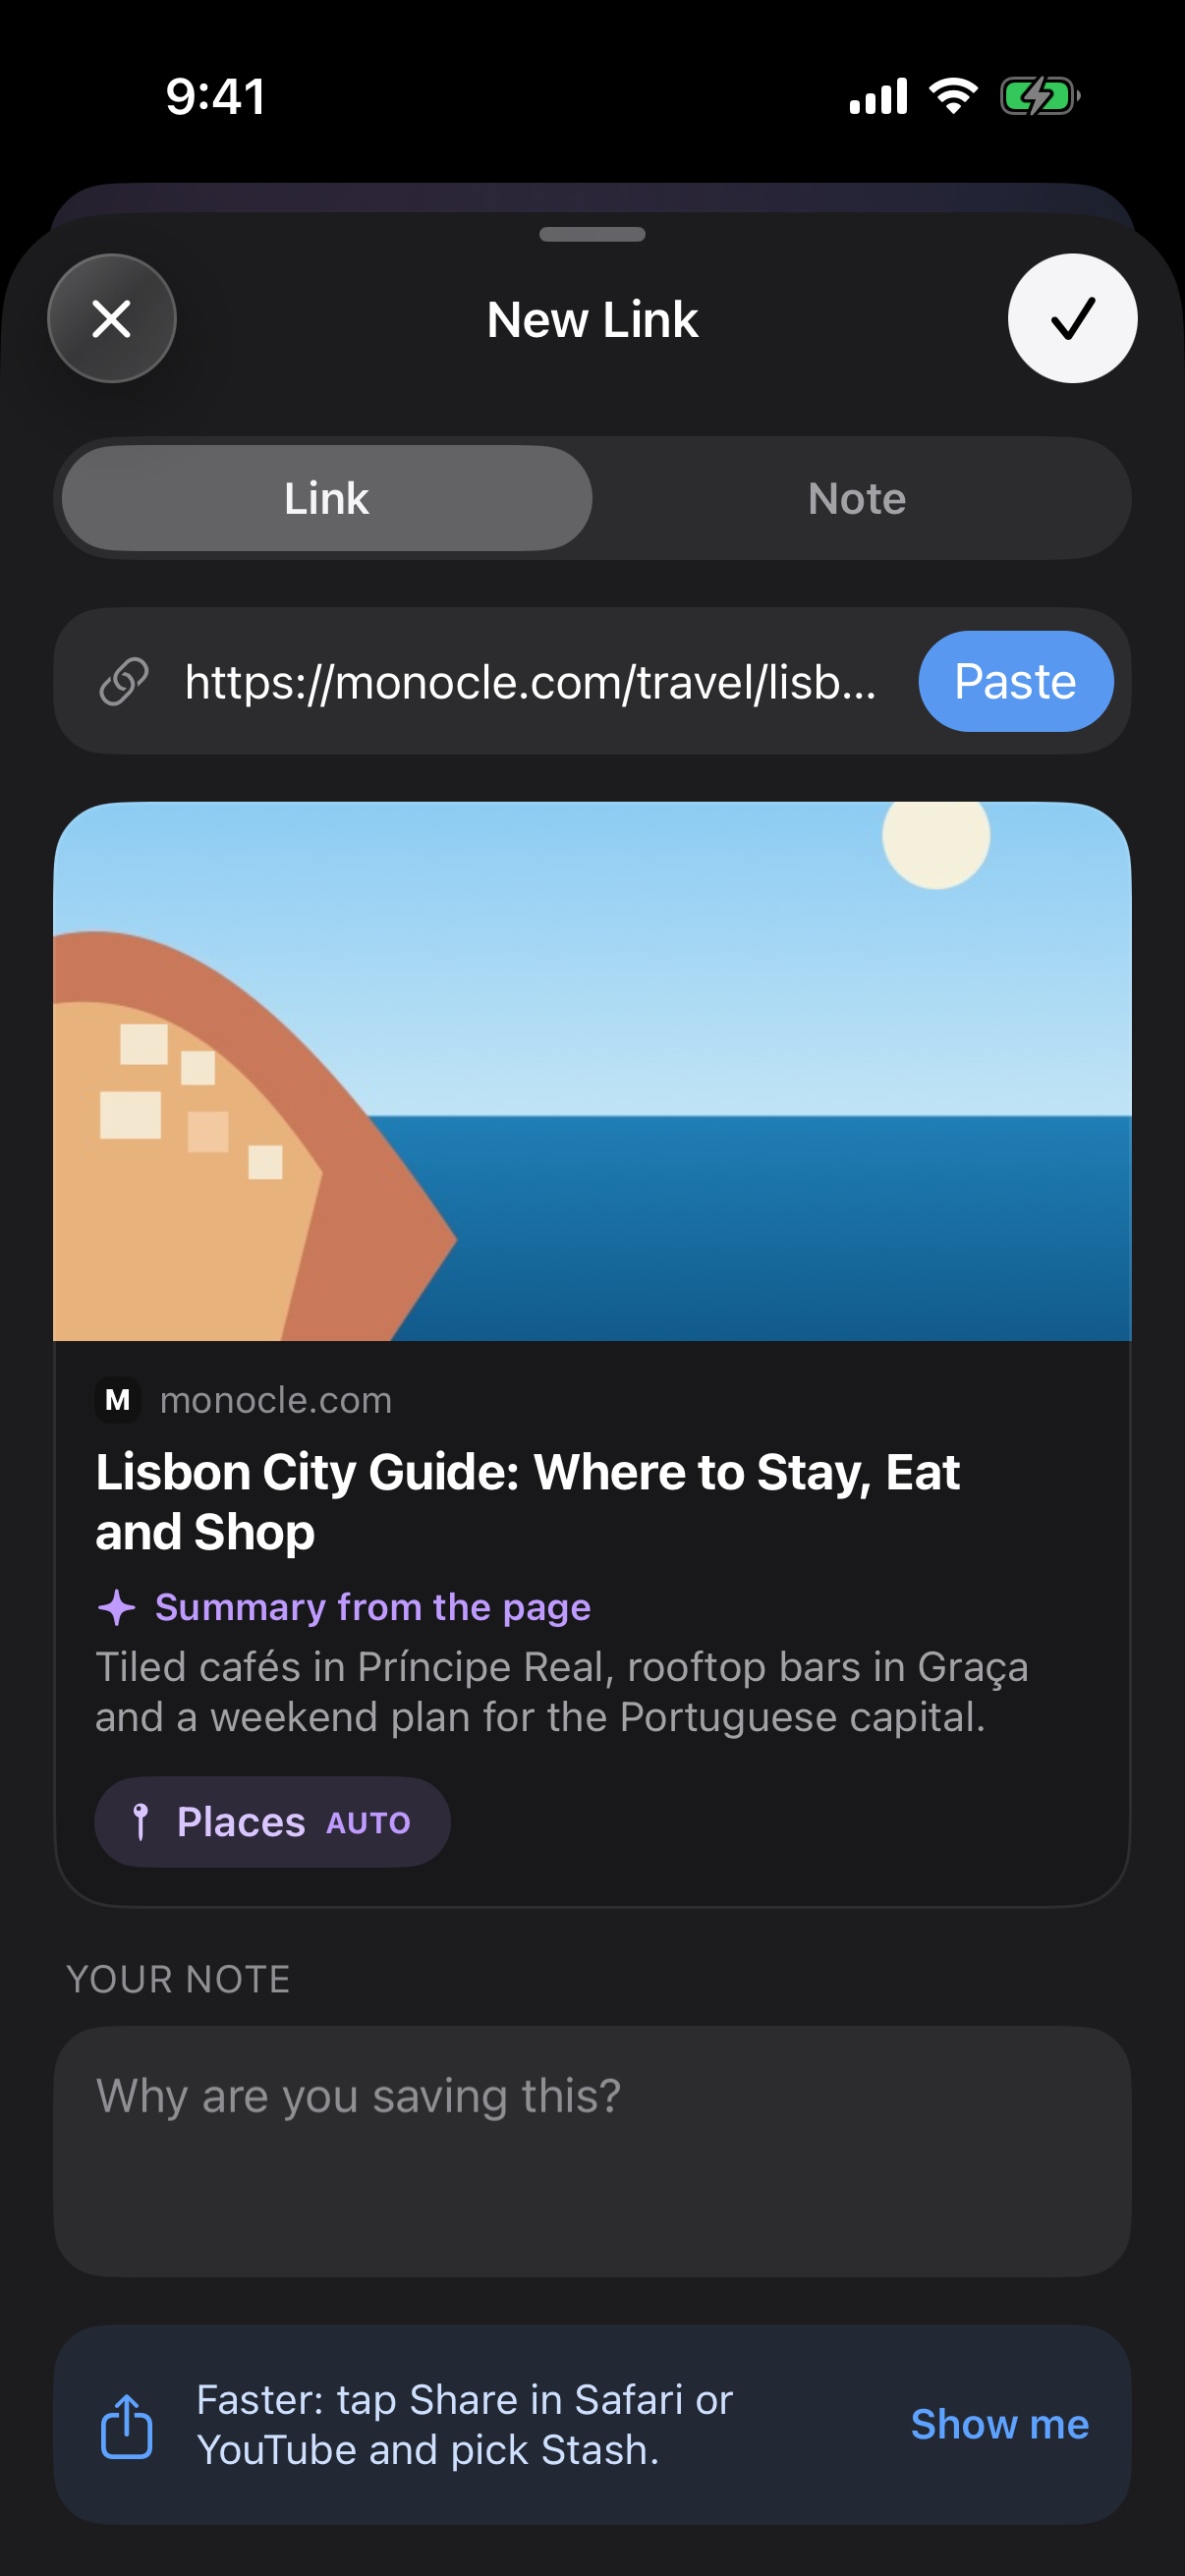 9:41
New Link
Link
Note
https://monocle.com/travel/lisb...
Paste
M monocle.com
Lisbon City Guide: Where to Stay, Eat
and Shop
Summary from the page
Tiled cafés in Príncipe Real, rooftop bars in Graça
and a weekend plan for the Portuguese capital.
Places AUTO
YOUR NOTE
Why are you saving this?
Faster: tap Share in Safari or
YouTube and pick Stash.
Show me